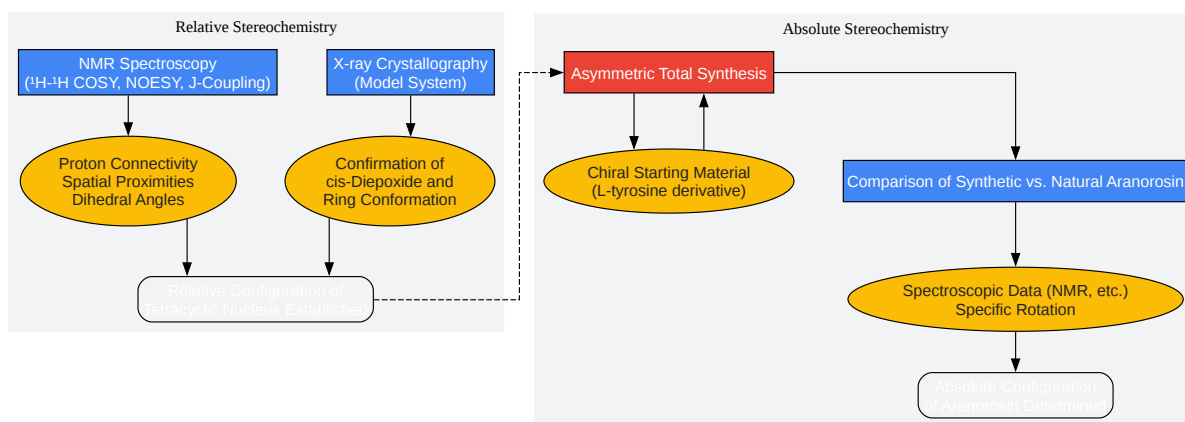 Relative Stereochemistry
NMR Spectroscopy
(¹H-¹H COSY, NOESY, J-Coupling)
X-ray Crystallography
(Model System)
Proton Connectivity
Spatial Proximities
Dihedral Angles
Confirmation of
cis-Diepoxide and
Ring Conformation
Relative Configuration of
Tetracyclic Nucleus Established
Absolute Stereochemistry
Asymmetric Total Synthesis
Chiral Starting Material
(L-tyrosine derivative)
Comparison of Synthetic vs. Natural Aranorosin
Spectroscopic Data (NMR, etc.)
Specific Rotation
Absolute Configuration
of Aranorosin Determined